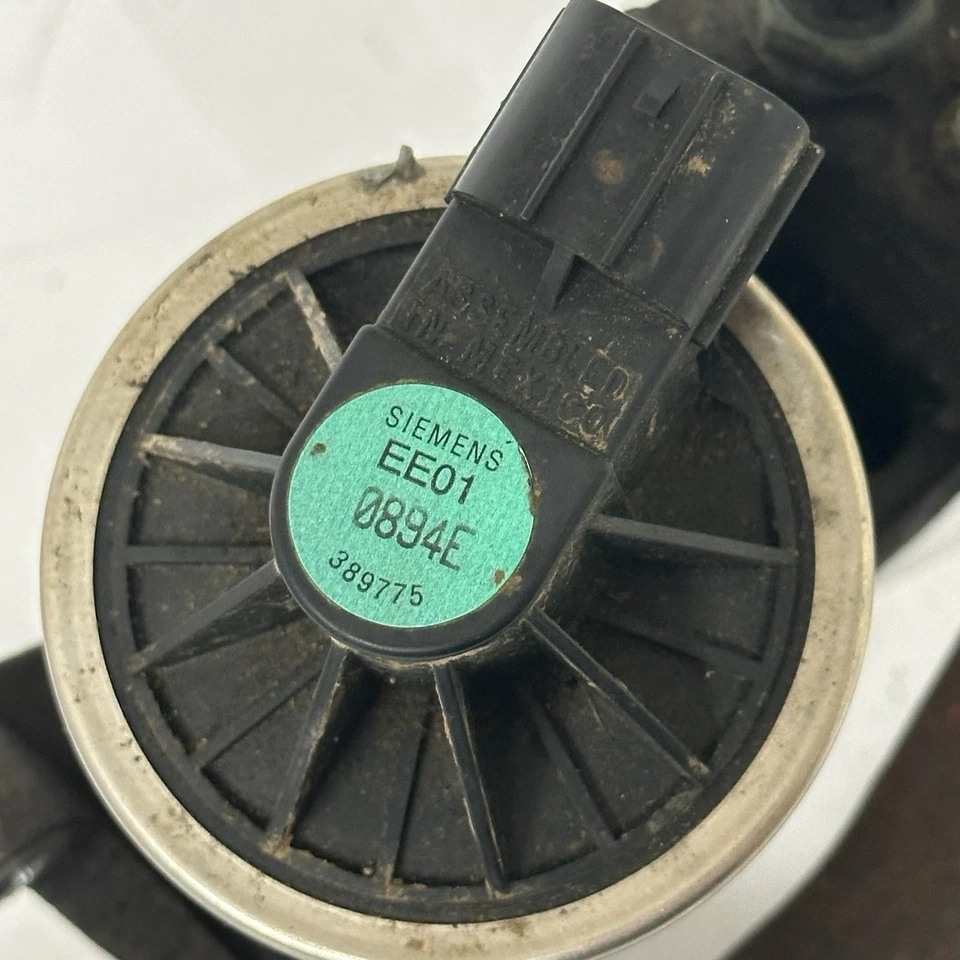 ASSEMBLED
IN MEXICO
SIEMENS
EE01
0894E
389775